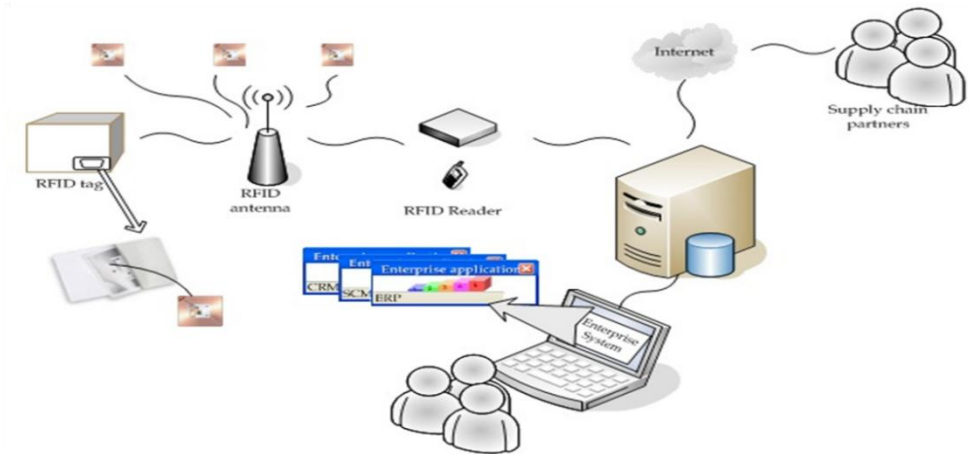 Internet
Supply chain
partners
RFID tag
RFID
antenna
RFID Reader
Enterprise application
CRM
SCM
ERP
Enterprise
System